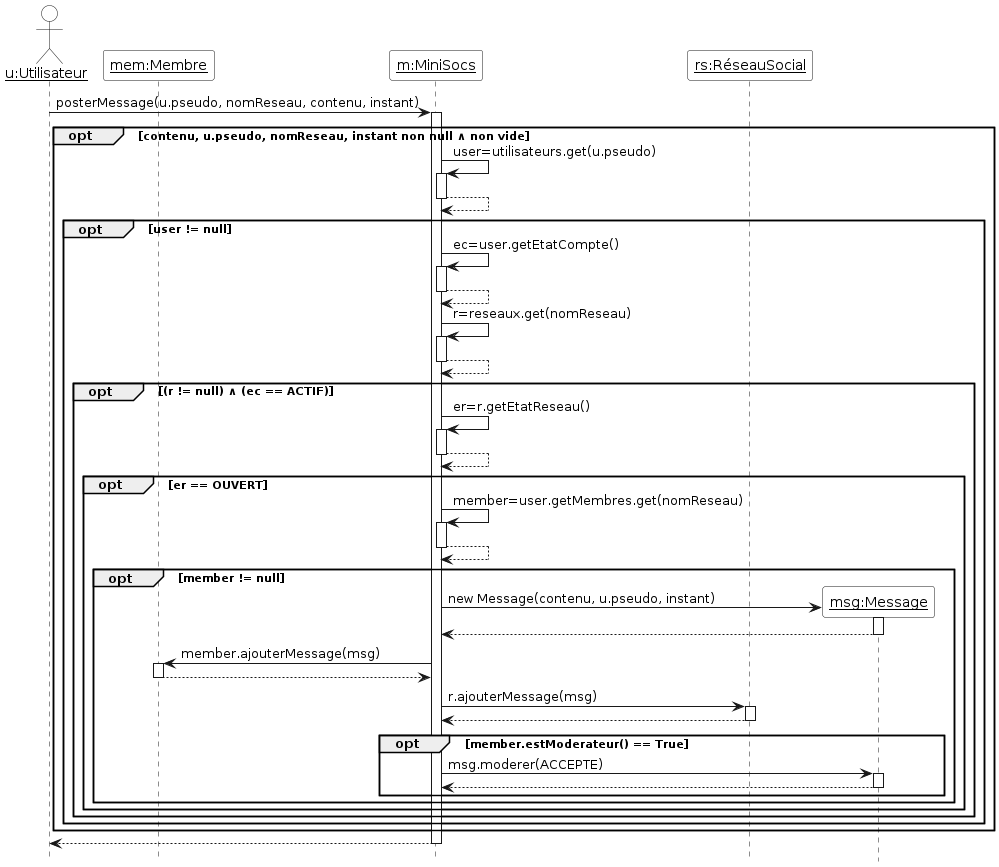 u:Utilisateur
mem:Membre
m:MiniSocs
rs:RéseauSocial
posterMessage(u.pseudo, nomReseau, contenu, instant)
opt [contenu, u.pseudo, nomReseau, instant non null ∧ non vide]
user=utilisateurs.get(u.pseudo)
opt [user != null]
ec=user.getEtatCompte()
r=reseaux.get(nomReseau)
opt [(r != null) ∧ (ec == ACTIF)]
er=r.getEtatReseau()
opt [er == OUVERT]
member=user.getMembres.get(nomReseau)
opt [member != null]
new Message(contenu, u.pseudo, instant)
msg:Message
member.ajouterMessage(msg)
r.ajouterMessage(msg)
opt [member.estModerateur() == True]
msg.moderer(ACCEPTE)